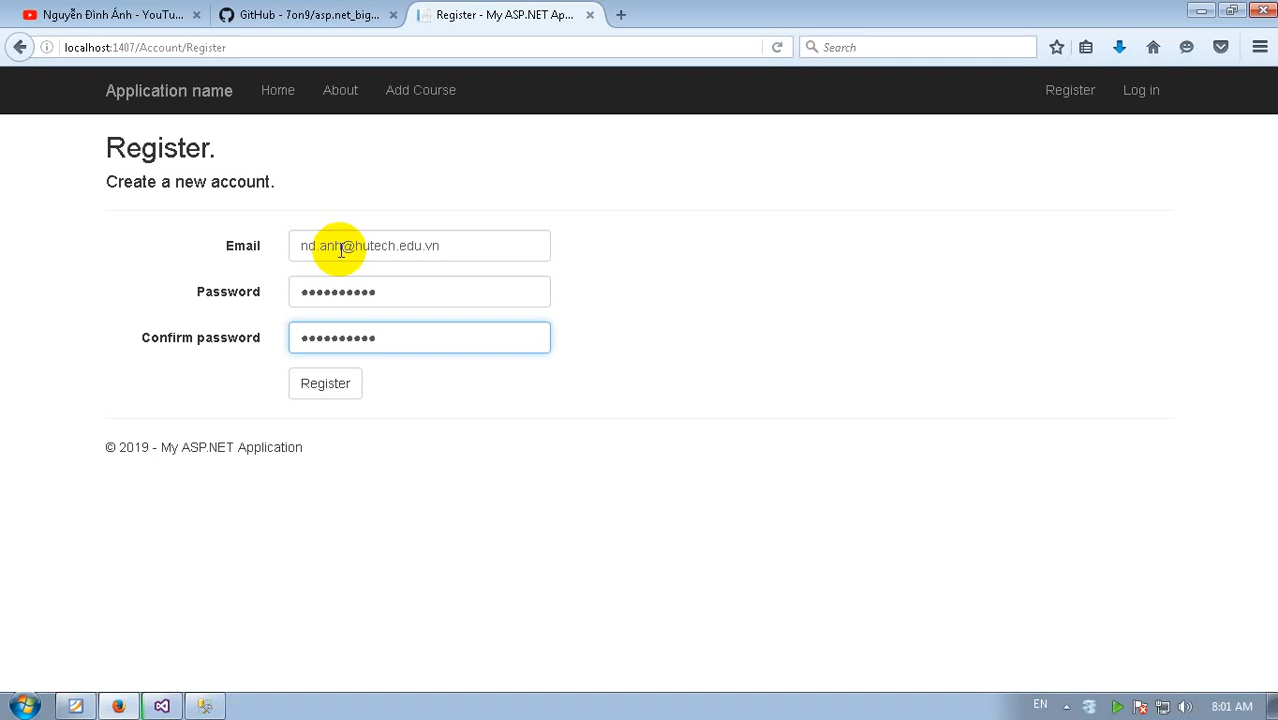 Nguyễn Đình Ánh - YouTu...
GitHub - 7on9/asp.net_big...
Register - My ASP.NET Ap...
localhost:1407/Account/Register
Search
Application name
Home
About
Add Course
Register
Log in
Register.
Create a new account.
Email
nd.anh@hutech.edu.vn
Password
••••••••••
Confirm password
••••••••••
Register
© 2019 - My ASP.NET Application
EN
8:01 AM